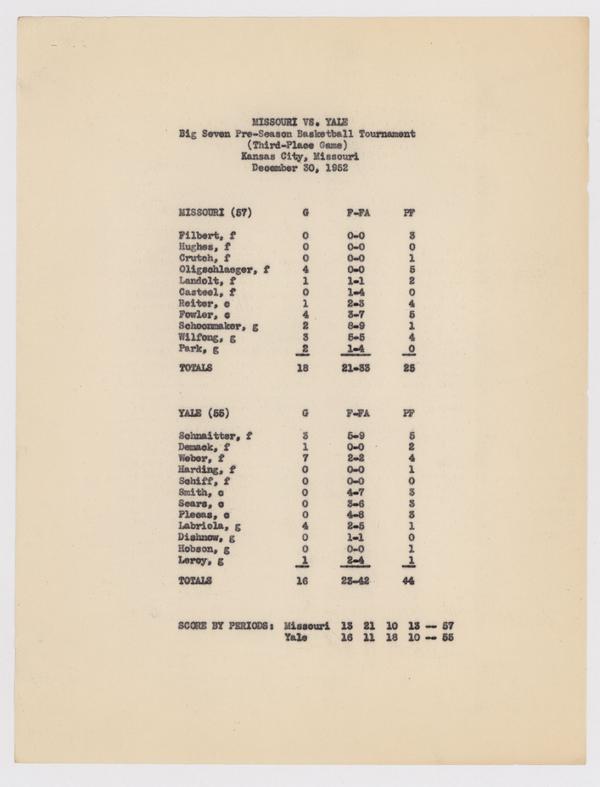 MISSOURI VS. YALE
Big Seven Pre-Season Basketball Tournament
(Third-Place Game)
Kansas City, Missouri
December 30, 1952
MISSOURI (57) G F-FA PF
Filbert, f 0 0-0 3
Hughes, f 0 0-0 0
Crutch, f 0 0-0 1
Oligschlaeger, f 4 0-0 5
Landolt, f 1 1-1 2
Casteel, f 0 1-4 0
Reiter, c 1 2-3 4
Fowler, c 4 3-7 5
Schoonmaker, g 2 8-9 1
Wilfong, g 3 5-5 4
Park, g 2 1-4 0
TOTALS 18 21-33 25
YALE (55) G F-FA PF
Schnaitter, f 3 5-9 5
Demack, f 1 0-0 2
Weber, f 7 2-2 4
Harding, f 0 0-0 1
Schiff, f 0 0-0 0
Smith, c 0 4-7 3
Sears, c 0 3-6 3
Plecas, c 0 4-8 3
Labriola, g 4 2-5 1
Dishnow, g 0 1-1 0
Hobson, g 0 0-0 1
Leroy, g 1 2-4 1
TOTALS 16 23-42 44
SCORE BY PERIODS: Missouri 13 21 10 13 -- 57
Yale 16 11 18 10 -- 55